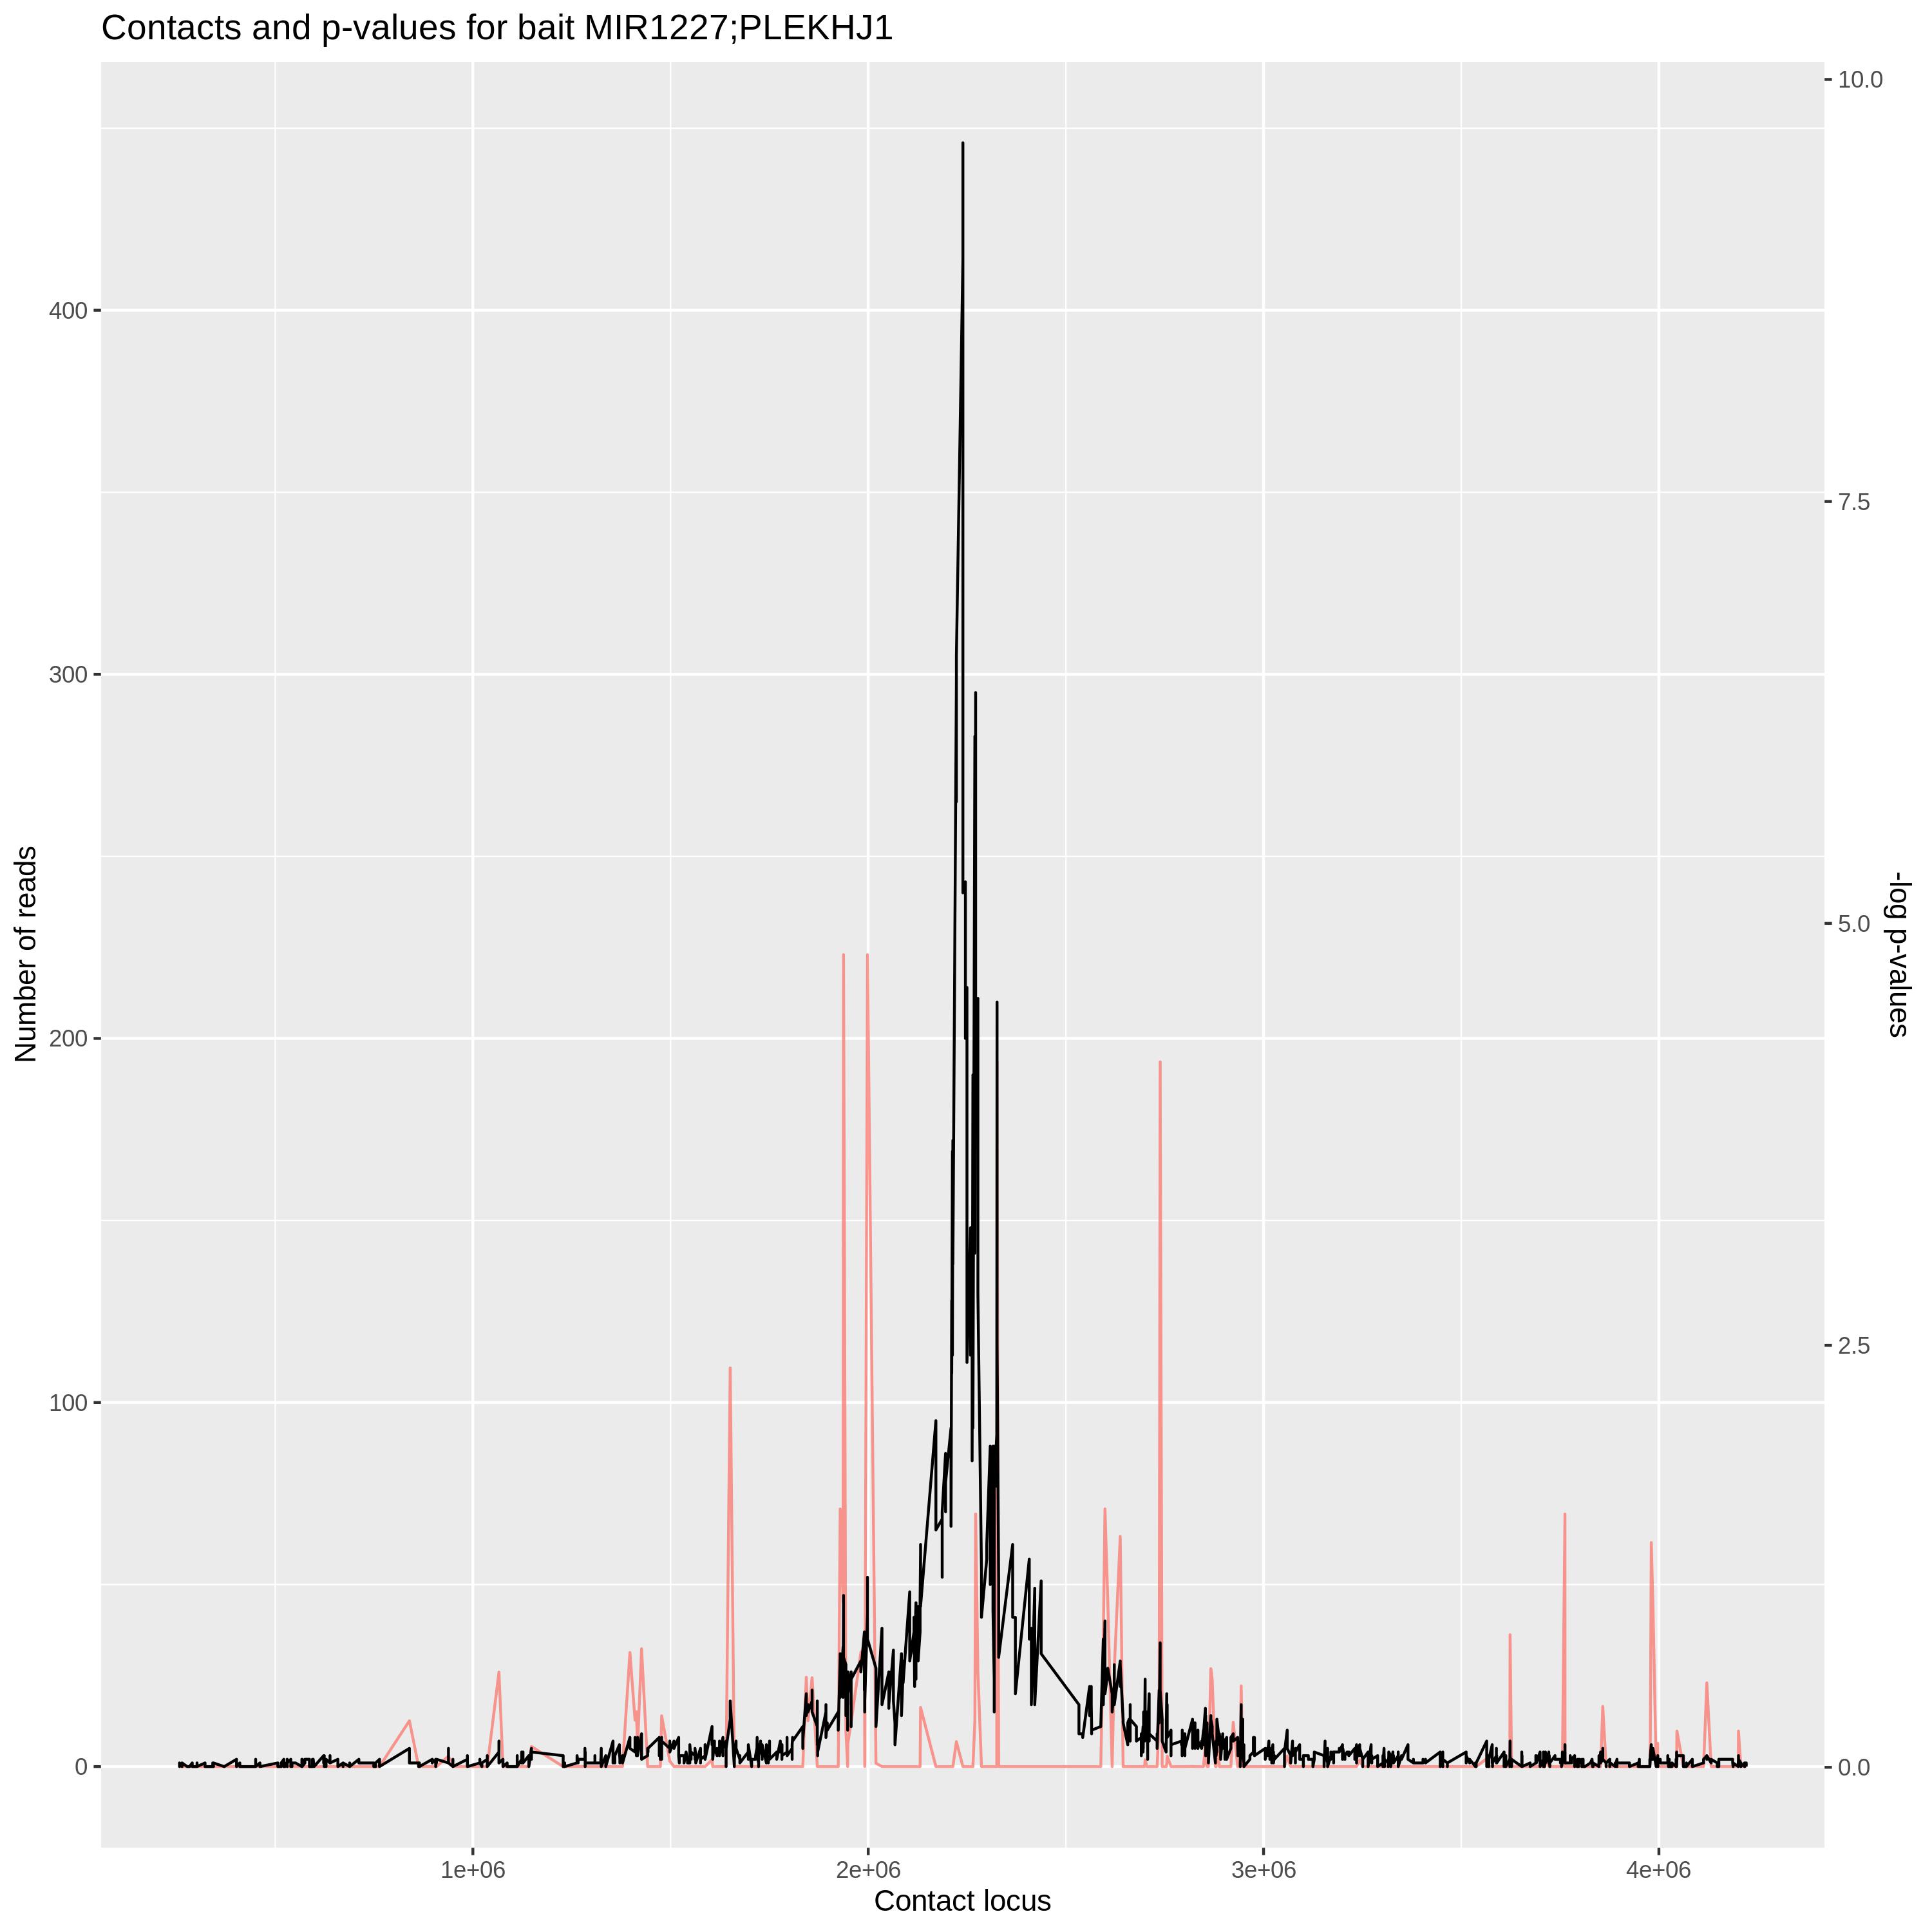 Contacts and p-values for bait MIR1227;PLEKHJ1
Number of reads
400
300
200
100
0
10.0
7.5
5.0
2.5
0.0
-log p-values
1e+06
2e+06
3e+06
4e+06
Contact locus